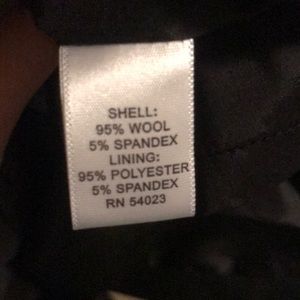 SHELL:
95% WOOL
5% SPANDEX
LINING:
95% POLYESTER
5% SPANDEX
RN 54023